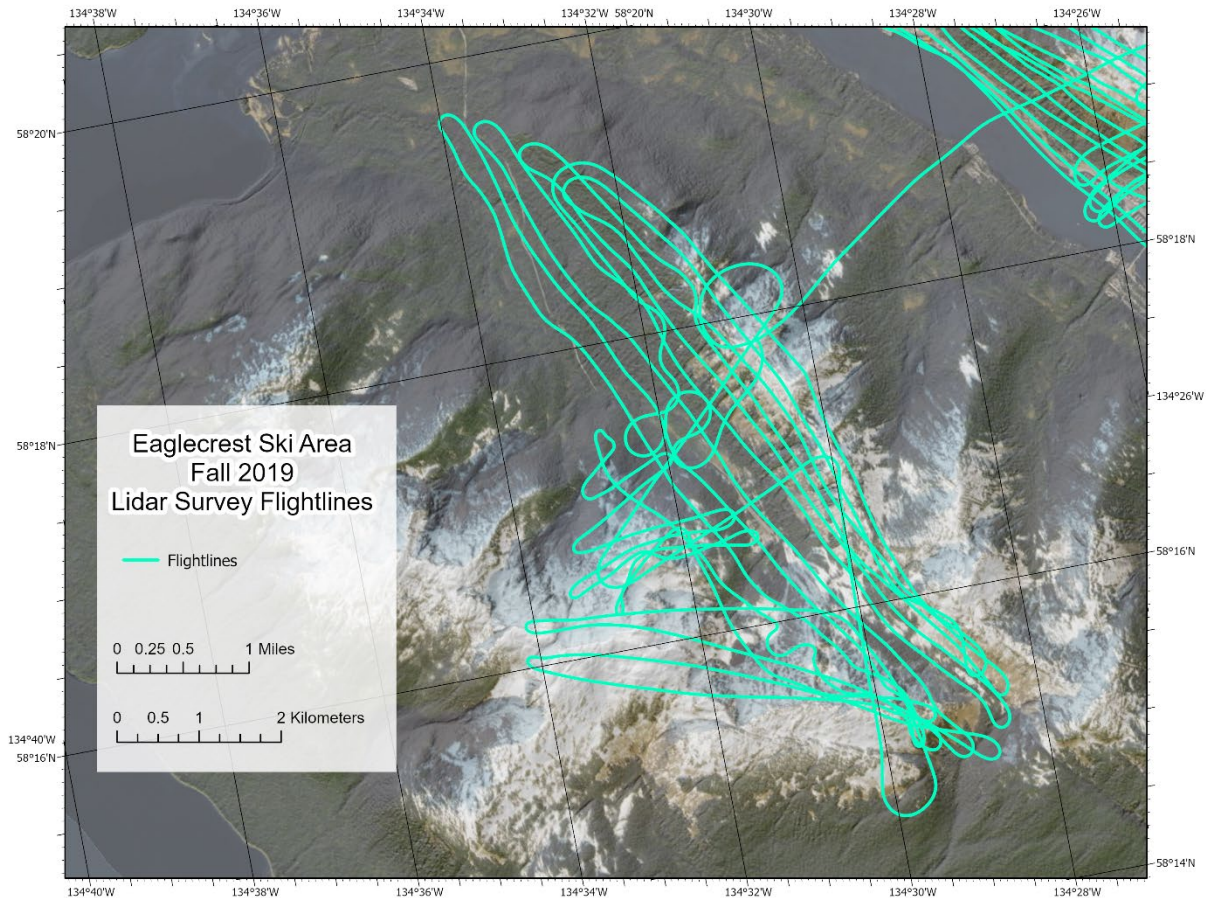 134°38'W 134°36'W 134°34'W 134°32'W 58°20'N 134°30'W 134°28'W 134°26'W
58°20'N
58°18'N
134°26'W
58°18'N
Eaglecrest Ski Area
Fall 2019
Lidar Survey Flightlines
58°16'N
Flightlines
0 0.25 0.5 1 Miles
0 0.5 1 2 Kilometers
134°40'W
58°16'N
58°14'N
134°40'W 134°38'W 134°36'W 134°34'W 134°32'W 134°30'W 134°28'W